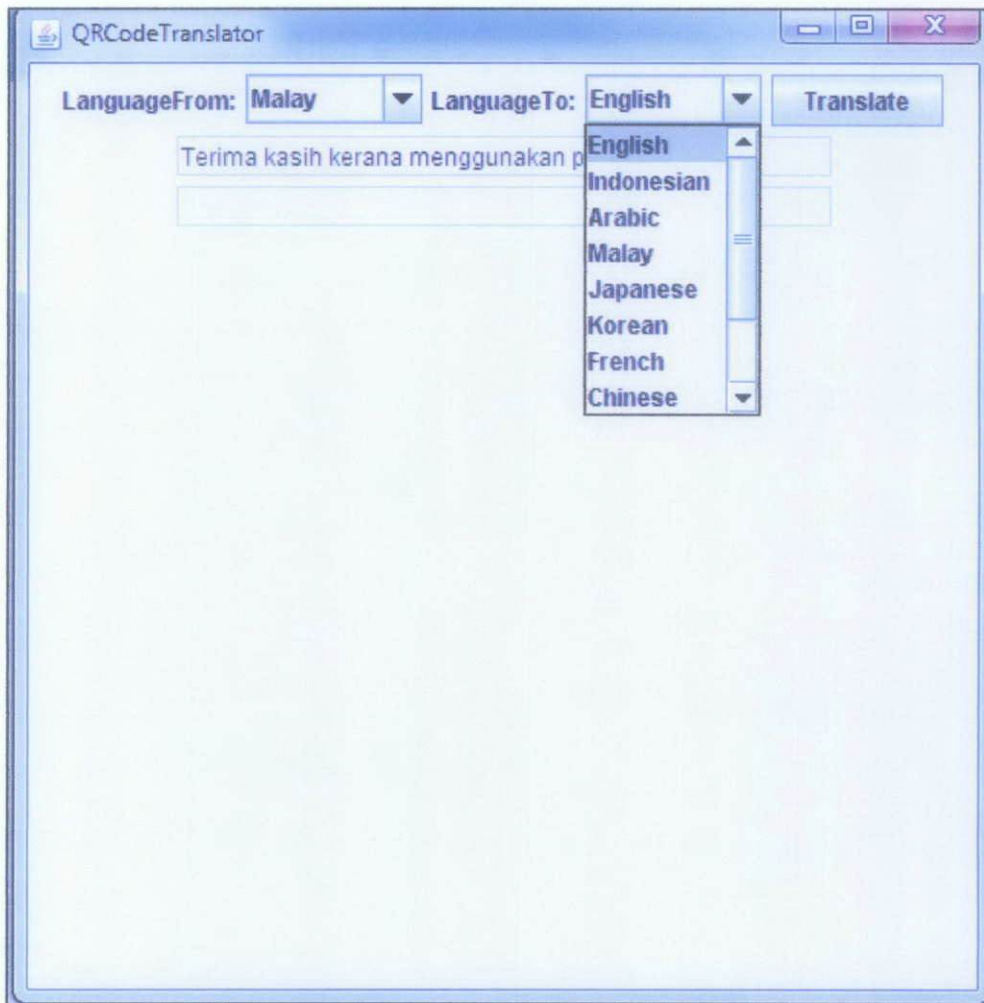 QRCodeTranslator
LanguageFrom: Malay LanguageTo: English Translate
Terima kasih kerana menggunakan p
English
Indonesian
Arabic
Malay
Japanese
Korean
French
Chinese